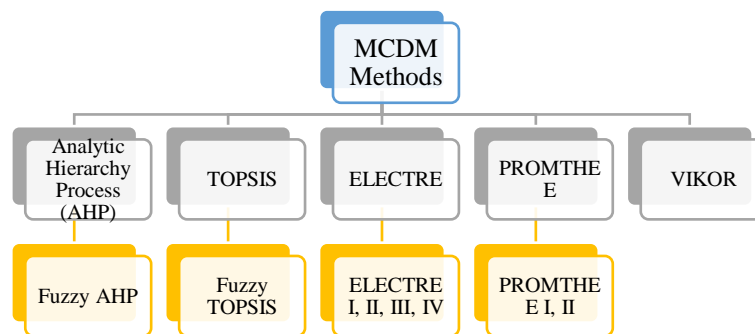 MCDM
Methods
Analytic
Hierarchy
Process
(AHP)
TOPSIS
ELECTRE
PROMTHE
E
VIKOR
Fuzzy AHP
Fuzzy
TOPSIS
ELECTRE
I, II, III, IV
PROMTHE
E I, II